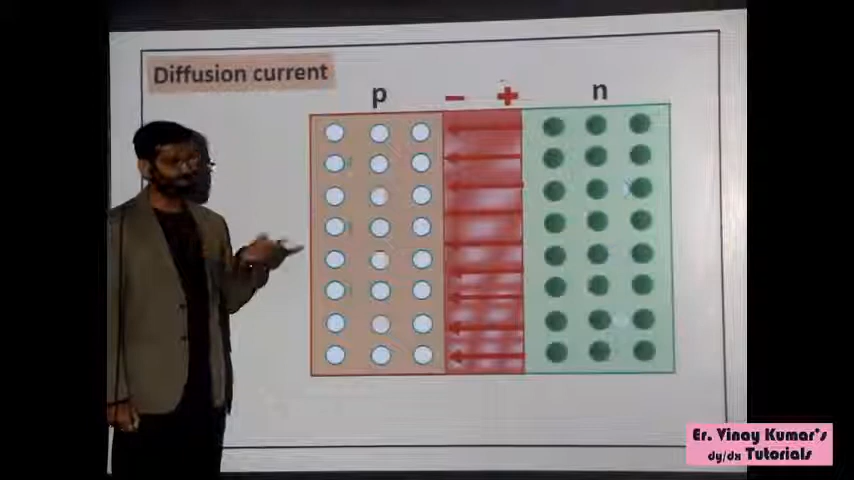 Diffusion current
p - + n
Er. Vinay Kumar's
dy/dx Tutorials